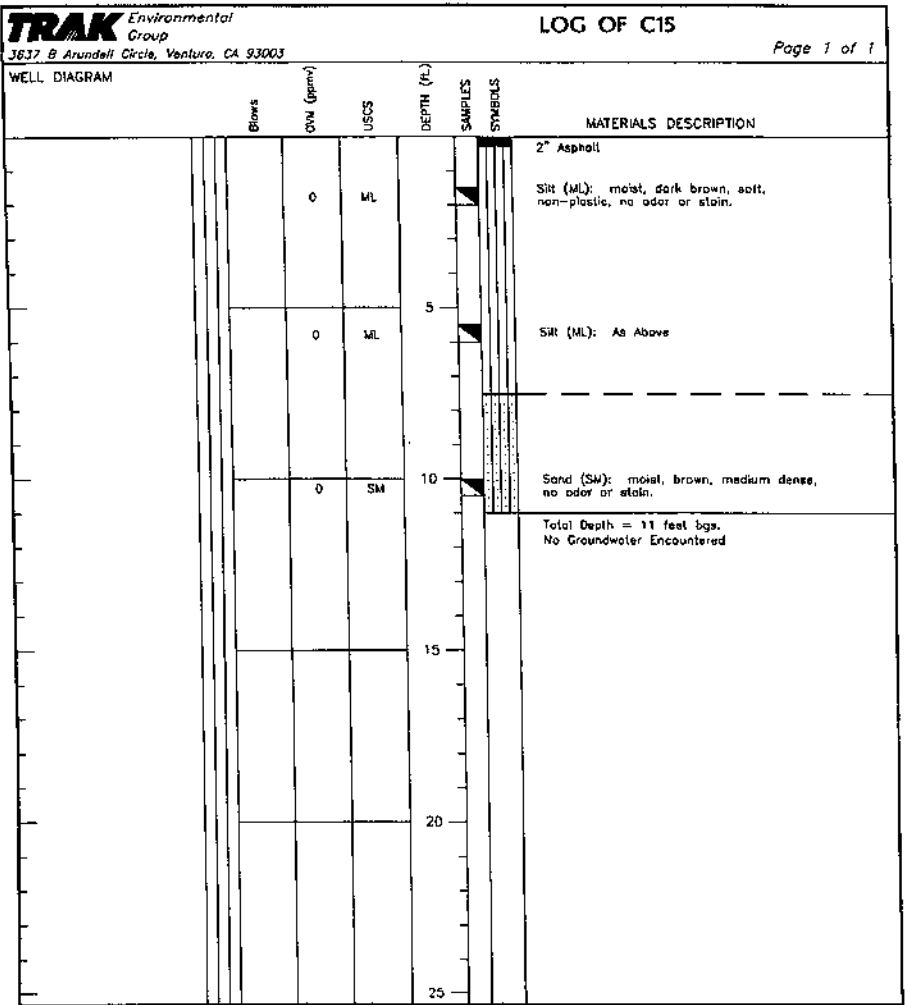 TRAK Environmental Group
3637 B Arundell Circle, Ventura, CA 93003
LOG OF C15
Page 1 of 1
WELL DIAGRAM
Blows
OVM (ppmv)
USCS
DEPTH (ft.)
SAMPLES
SYMBOLS
MATERIALS DESCRIPTION
2" Asphalt
0 ML
Silt (ML): moist, dark brown, soft,
non-plastic, no odor or stain.
5
0 ML
Silt (ML): As Above
10
0 SM
Sand (SM): moist, brown, medium dense,
no odor or stain.
Total Depth = 11 feet bgs.
No Groundwater Encountered
15
20
25